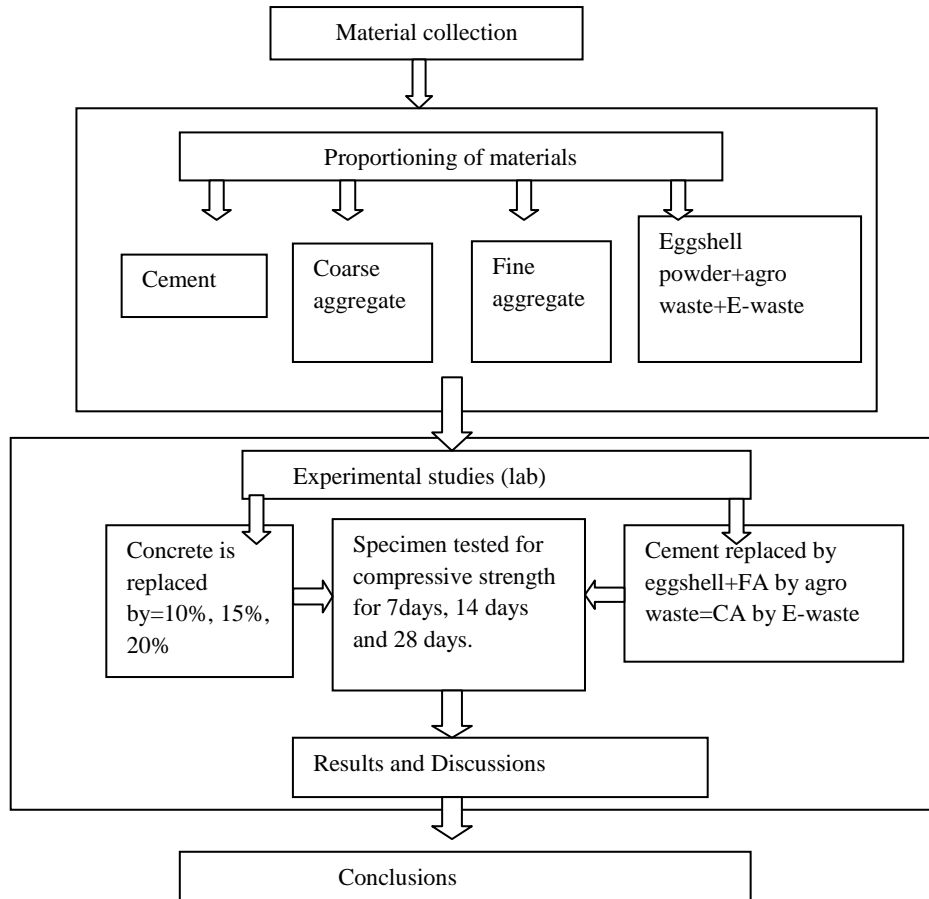 Material collection
Proportioning of materials
Cement
Coarse
aggregate
Fine
aggregate
Eggshell
powder+agro
waste+E-waste
Experimental studies (lab)
Concrete is
replaced
by=10%, 15%,
20%
Specimen tested for
compressive strength
for 7days, 14 days
and 28 days.
Cement replaced by
eggshell+FA by agro
waste=CA by E-waste
Results and Discussions
Conclusions